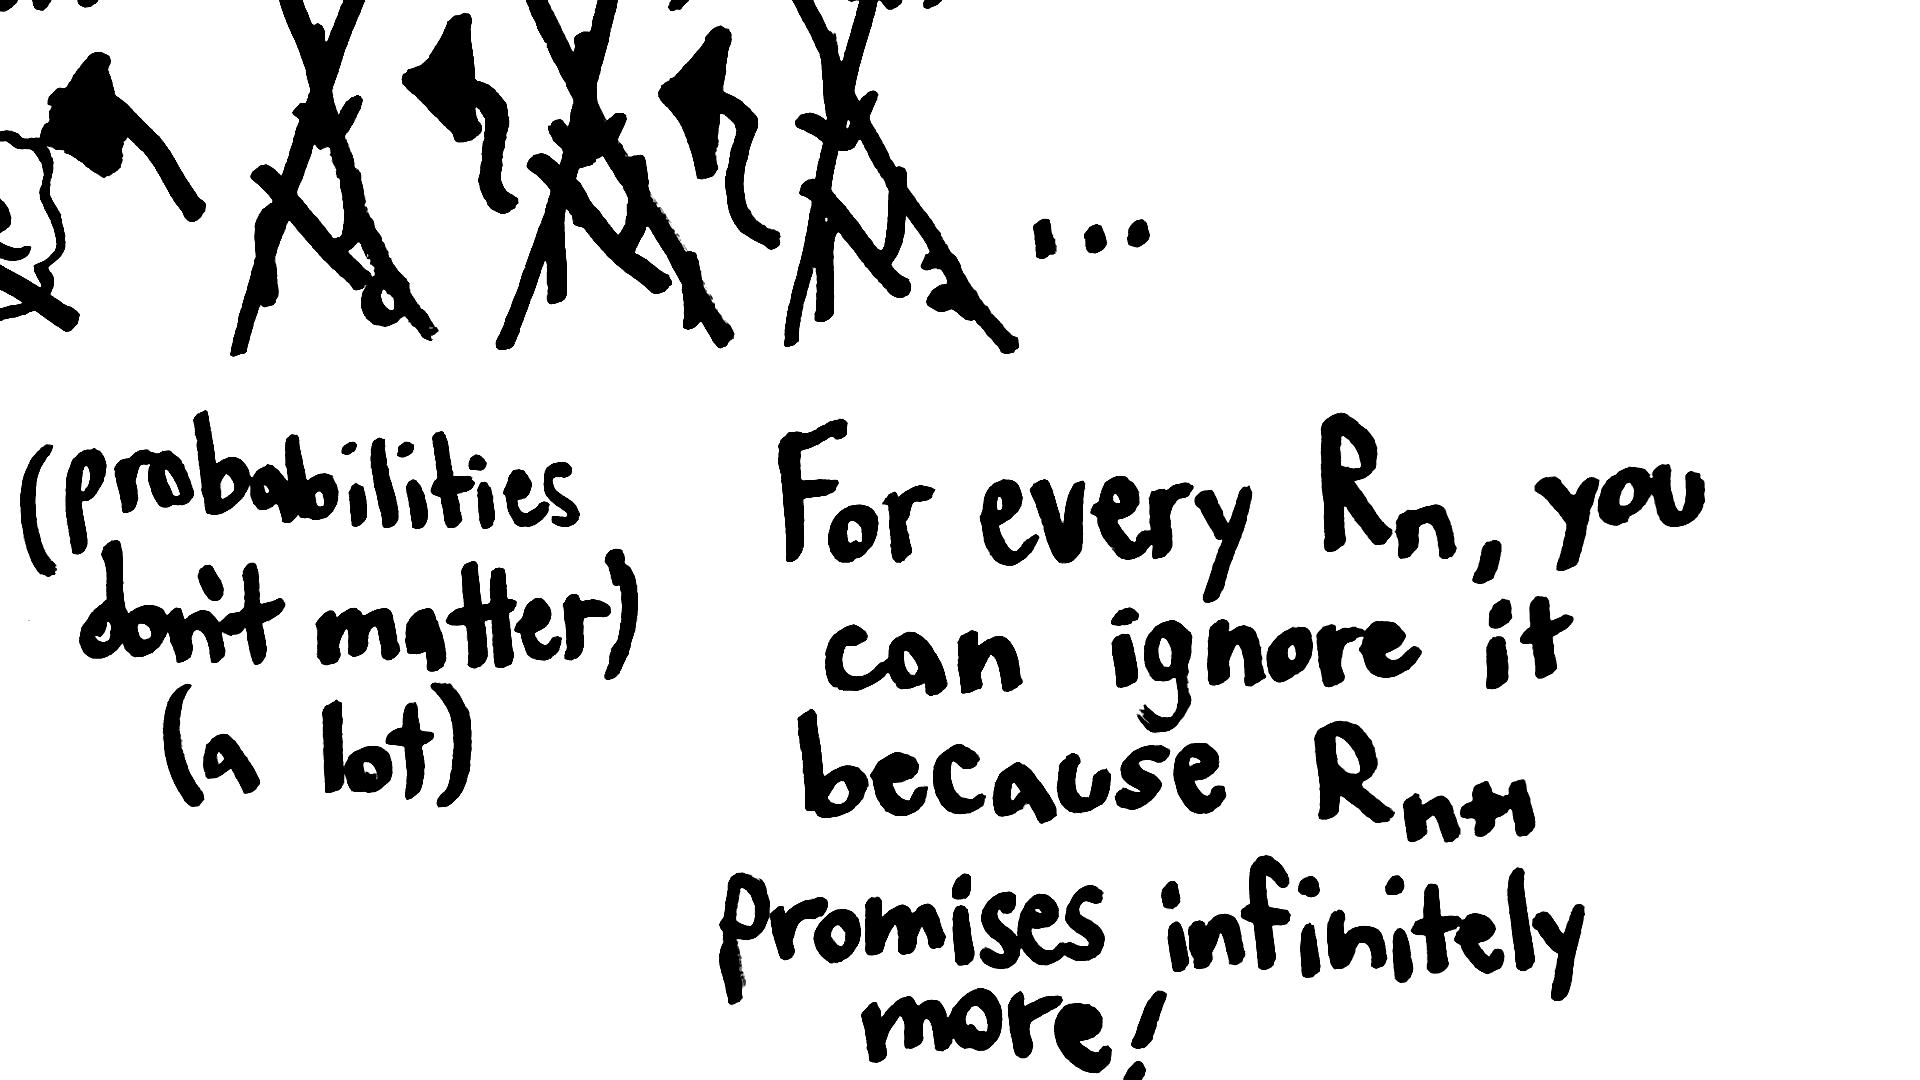 ...
(probabilities
don't matter)
(a lot)
For every Rn, you
can ignore it
because Rn+1
promises infinitely
more!